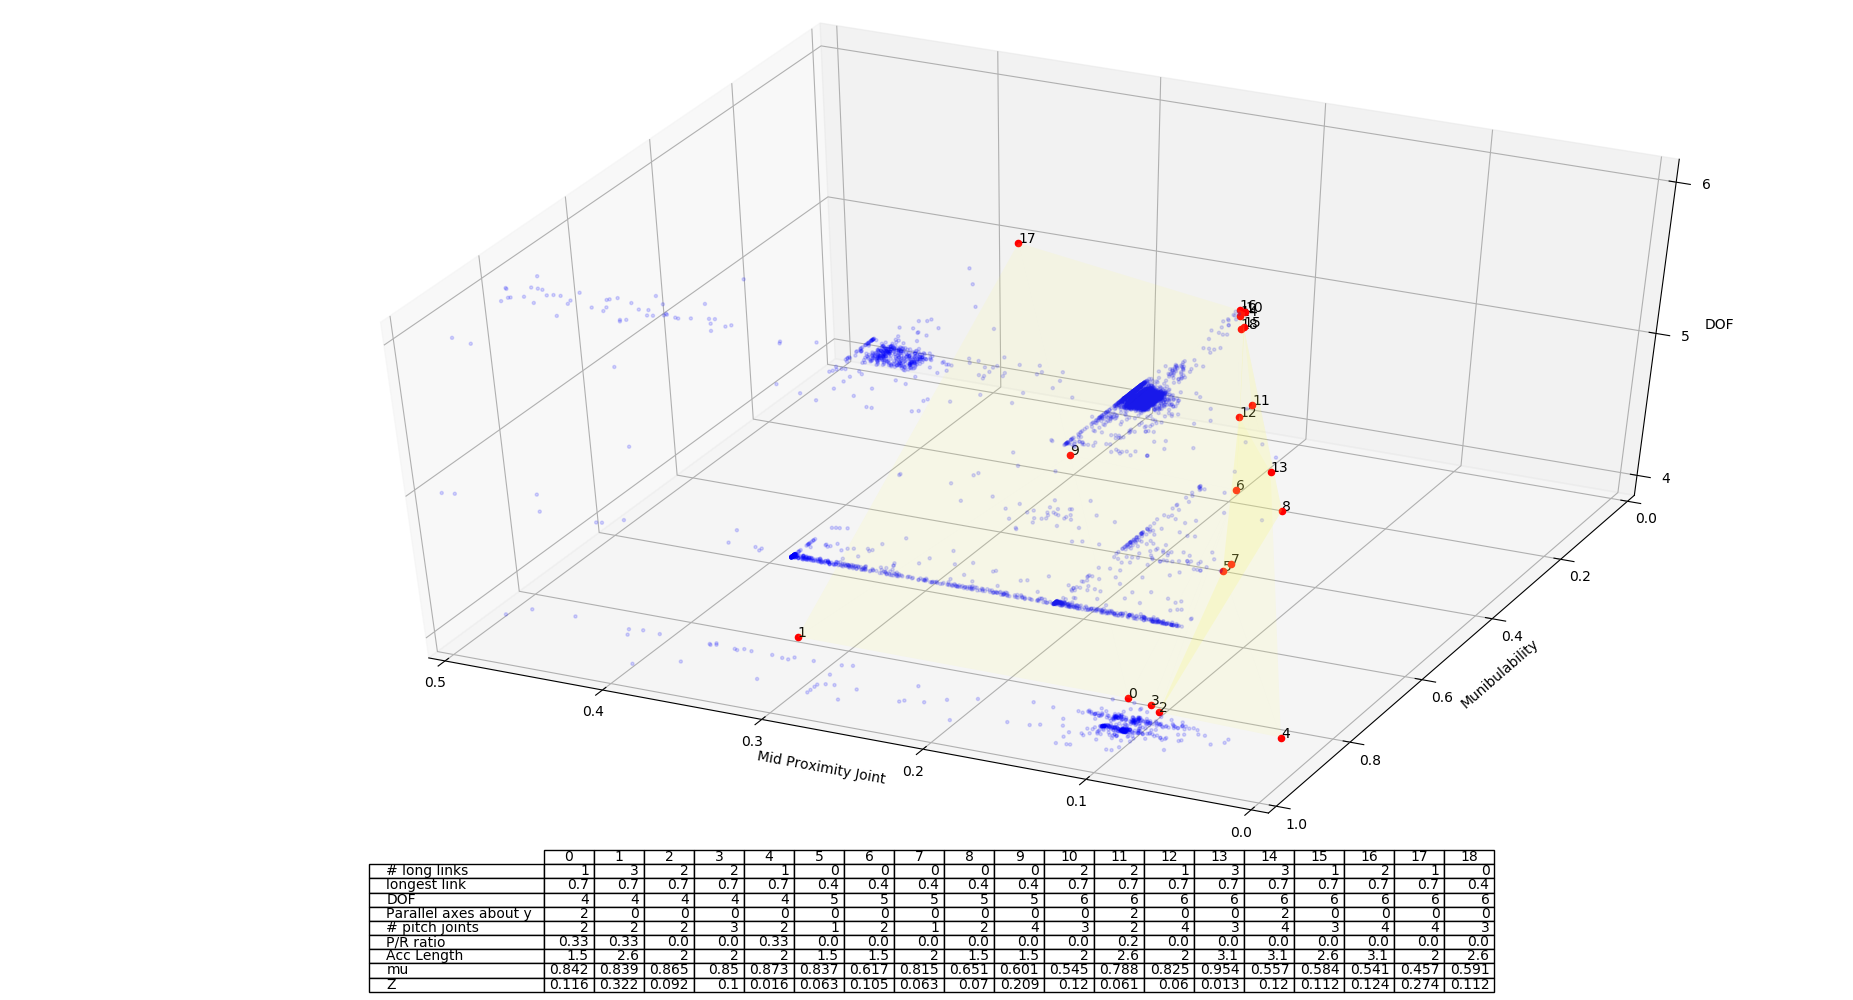 6
5
4
DOF
0.0
0.2
0.4
0.6
0.8
1.0
Munibulability
0.5
0.4
0.3
0.2
0.1
0.0
Mid Proximity Joint
17
16
10
15
11
12
9
13
6
8
7
5
1
0
3
2
4
0 1 2 3 4 5 6 7 8 9 10 11 12 13 14 15 16 17 18
# long links 1 3 2 2 1 0 0 0 0 0 2 2 1 3 3 1 2 1 0
longest link 0.7 0.7 0.7 0.7 0.7 0.4 0.4 0.4 0.4 0.4 0.7 0.7 0.7 0.7 0.7 0.7 0.7 0.7 0.4
DOF 4 4 4 4 4 5 5 5 5 5 6 6 6 6 6 6 6 6 6
Parallel axes about y 2 0 0 0 0 0 0 0 0 0 0 2 0 0 2 0 0 0 0
# pitch joints 2 2 2 3 2 1 2 1 2 4 3 2 4 3 4 3 4 4 3
P/R ratio 0.33 0.33 0.0 0.0 0.33 0.0 0.0 0.0 0.0 0.0 0.0 0.2 0.0 0.0 0.0 0.0 0.0 0.0 0.0
Acc Length 1.5 2.6 2 2 2 1.5 1.5 2 1.5 1.5 2 2.6 2 3.1 3.1 2.6 3.1 2 2.6
mu 0.842 0.839 0.865 0.85 0.873 0.837 0.617 0.815 0.651 0.601 0.545 0.788 0.825 0.954 0.557 0.584 0.541 0.457 0.591
Z 0.116 0.322 0.092 0.1 0.016 0.063 0.105 0.063 0.07 0.209 0.12 0.061 0.06 0.013 0.12 0.112 0.124 0.274 0.112